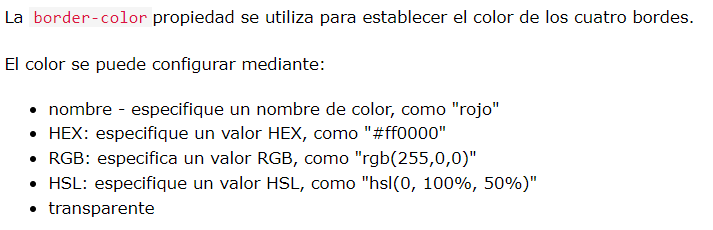 La border-color propiedad se utiliza para establecer el color de los cuatro bordes.
El color se puede configurar mediante:
• nombre - especifique un nombre de color, como "rojo"
• HEX: especifique un valor HEX, como "#ff0000"
• RGB: especifica un valor RGB, como "rgb(255,0,0)"
• HSL: especifique un valor HSL, como "hsl(0, 100%, 50%)"
• transparente